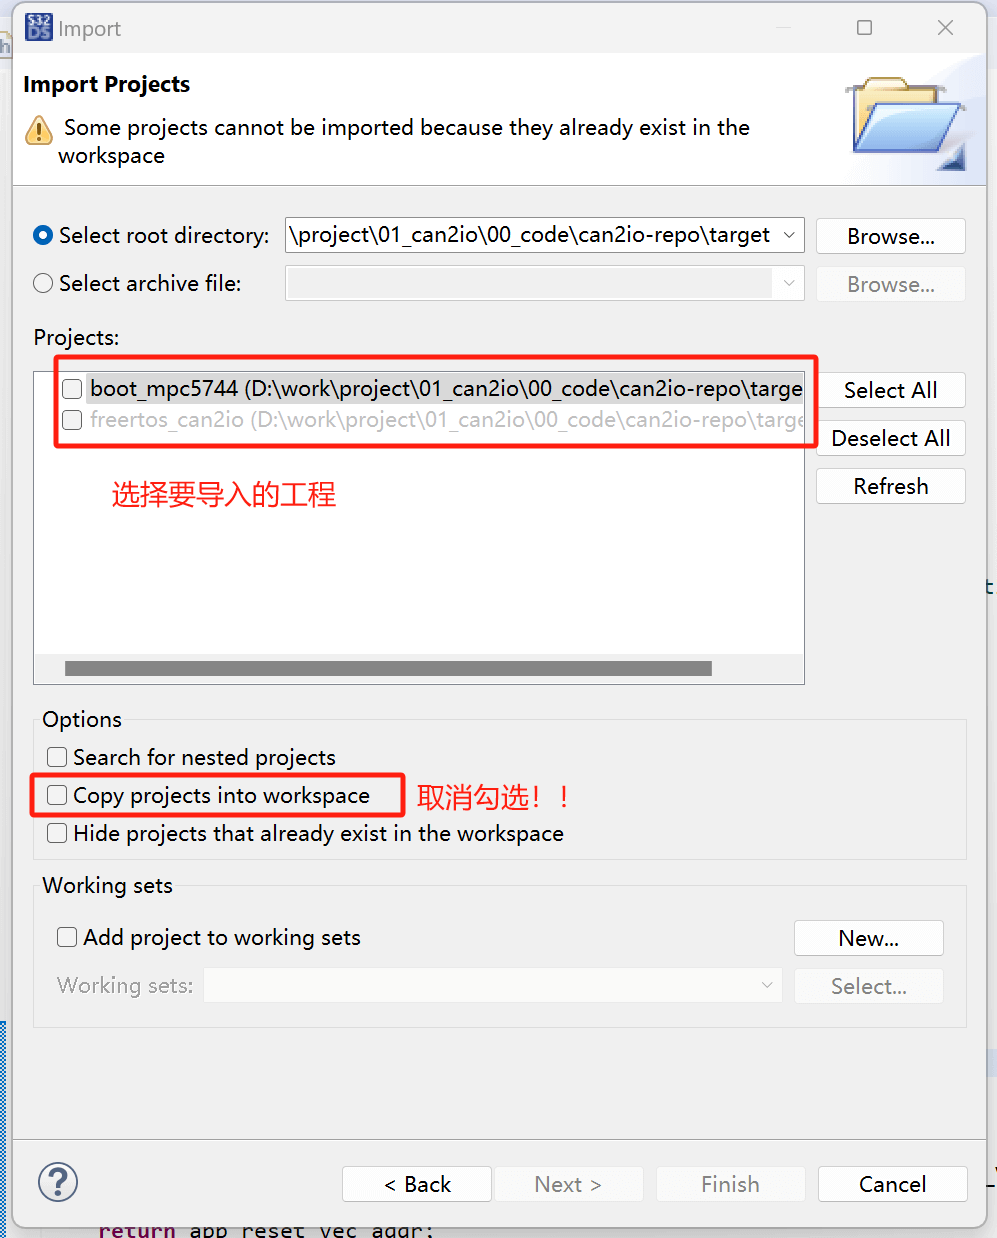 S32
DS
Import
Import Projects
Some projects cannot be imported because they already exist in the
workspace
Select root directory:
\project\01_can2io\00_code\can2io-repo\target
Browse...
Select archive file:
Browse...
Projects:
boot_mpc5744 (D:\work\project\01_can2io\00_code\can2io-repo\targe
Select All
freertos_can2io (D:\work\project\01_can2io\00_code\can2io-repo\targe
Deselect All
Refresh
选择要导入的工程
Options
Search for nested projects
Copy projects into workspace
取消勾选！！
Hide projects that already exist in the workspace
Working sets
Add project to working sets
New...
Working sets:
Select...
?
< Back
Next >
Finish
Cancel
return app_reset_vec_addr;